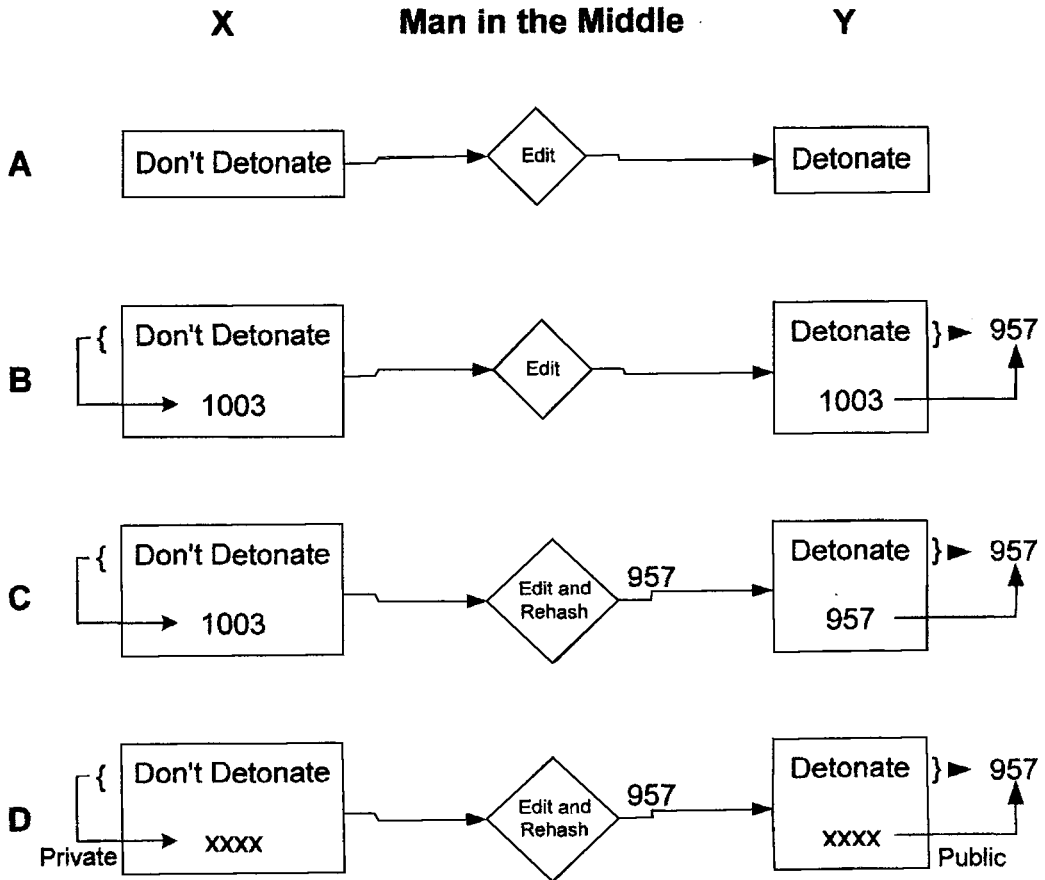 X Man in the Middle Y
A Don't Detonate Edit Detonate
{ Don't Detonate Detonate } 957
B Edit
1003 1003
{ Don't Detonate Detonate } 957
C Edit and Rehash 957
1003 957
{ Don't Detonate Detonate } 957
D Edit and Rehash 957
xxxx xxxx
Private Public